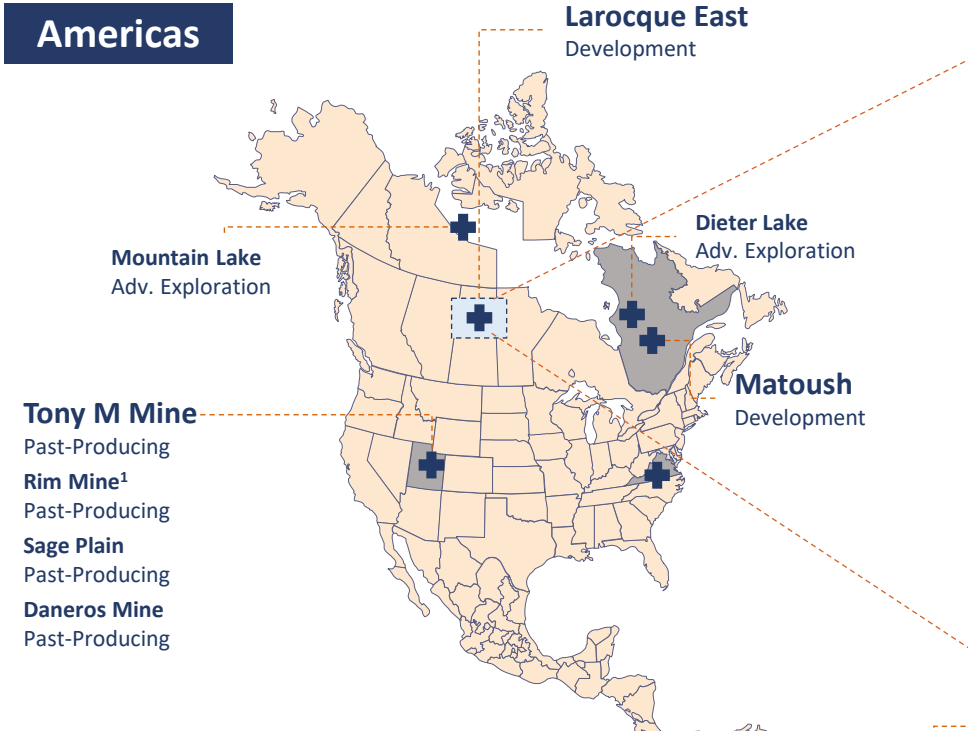 Americas
Larocque East
Development
Mountain Lake
Adv. Exploration
Dieter Lake
Adv. Exploration
Matoush
Development
Tony M Mine
Past-Producing
Rim Mine¹
Past-Producing
Sage Plain
Past-Producing
Daneros Mine
Past-Producing